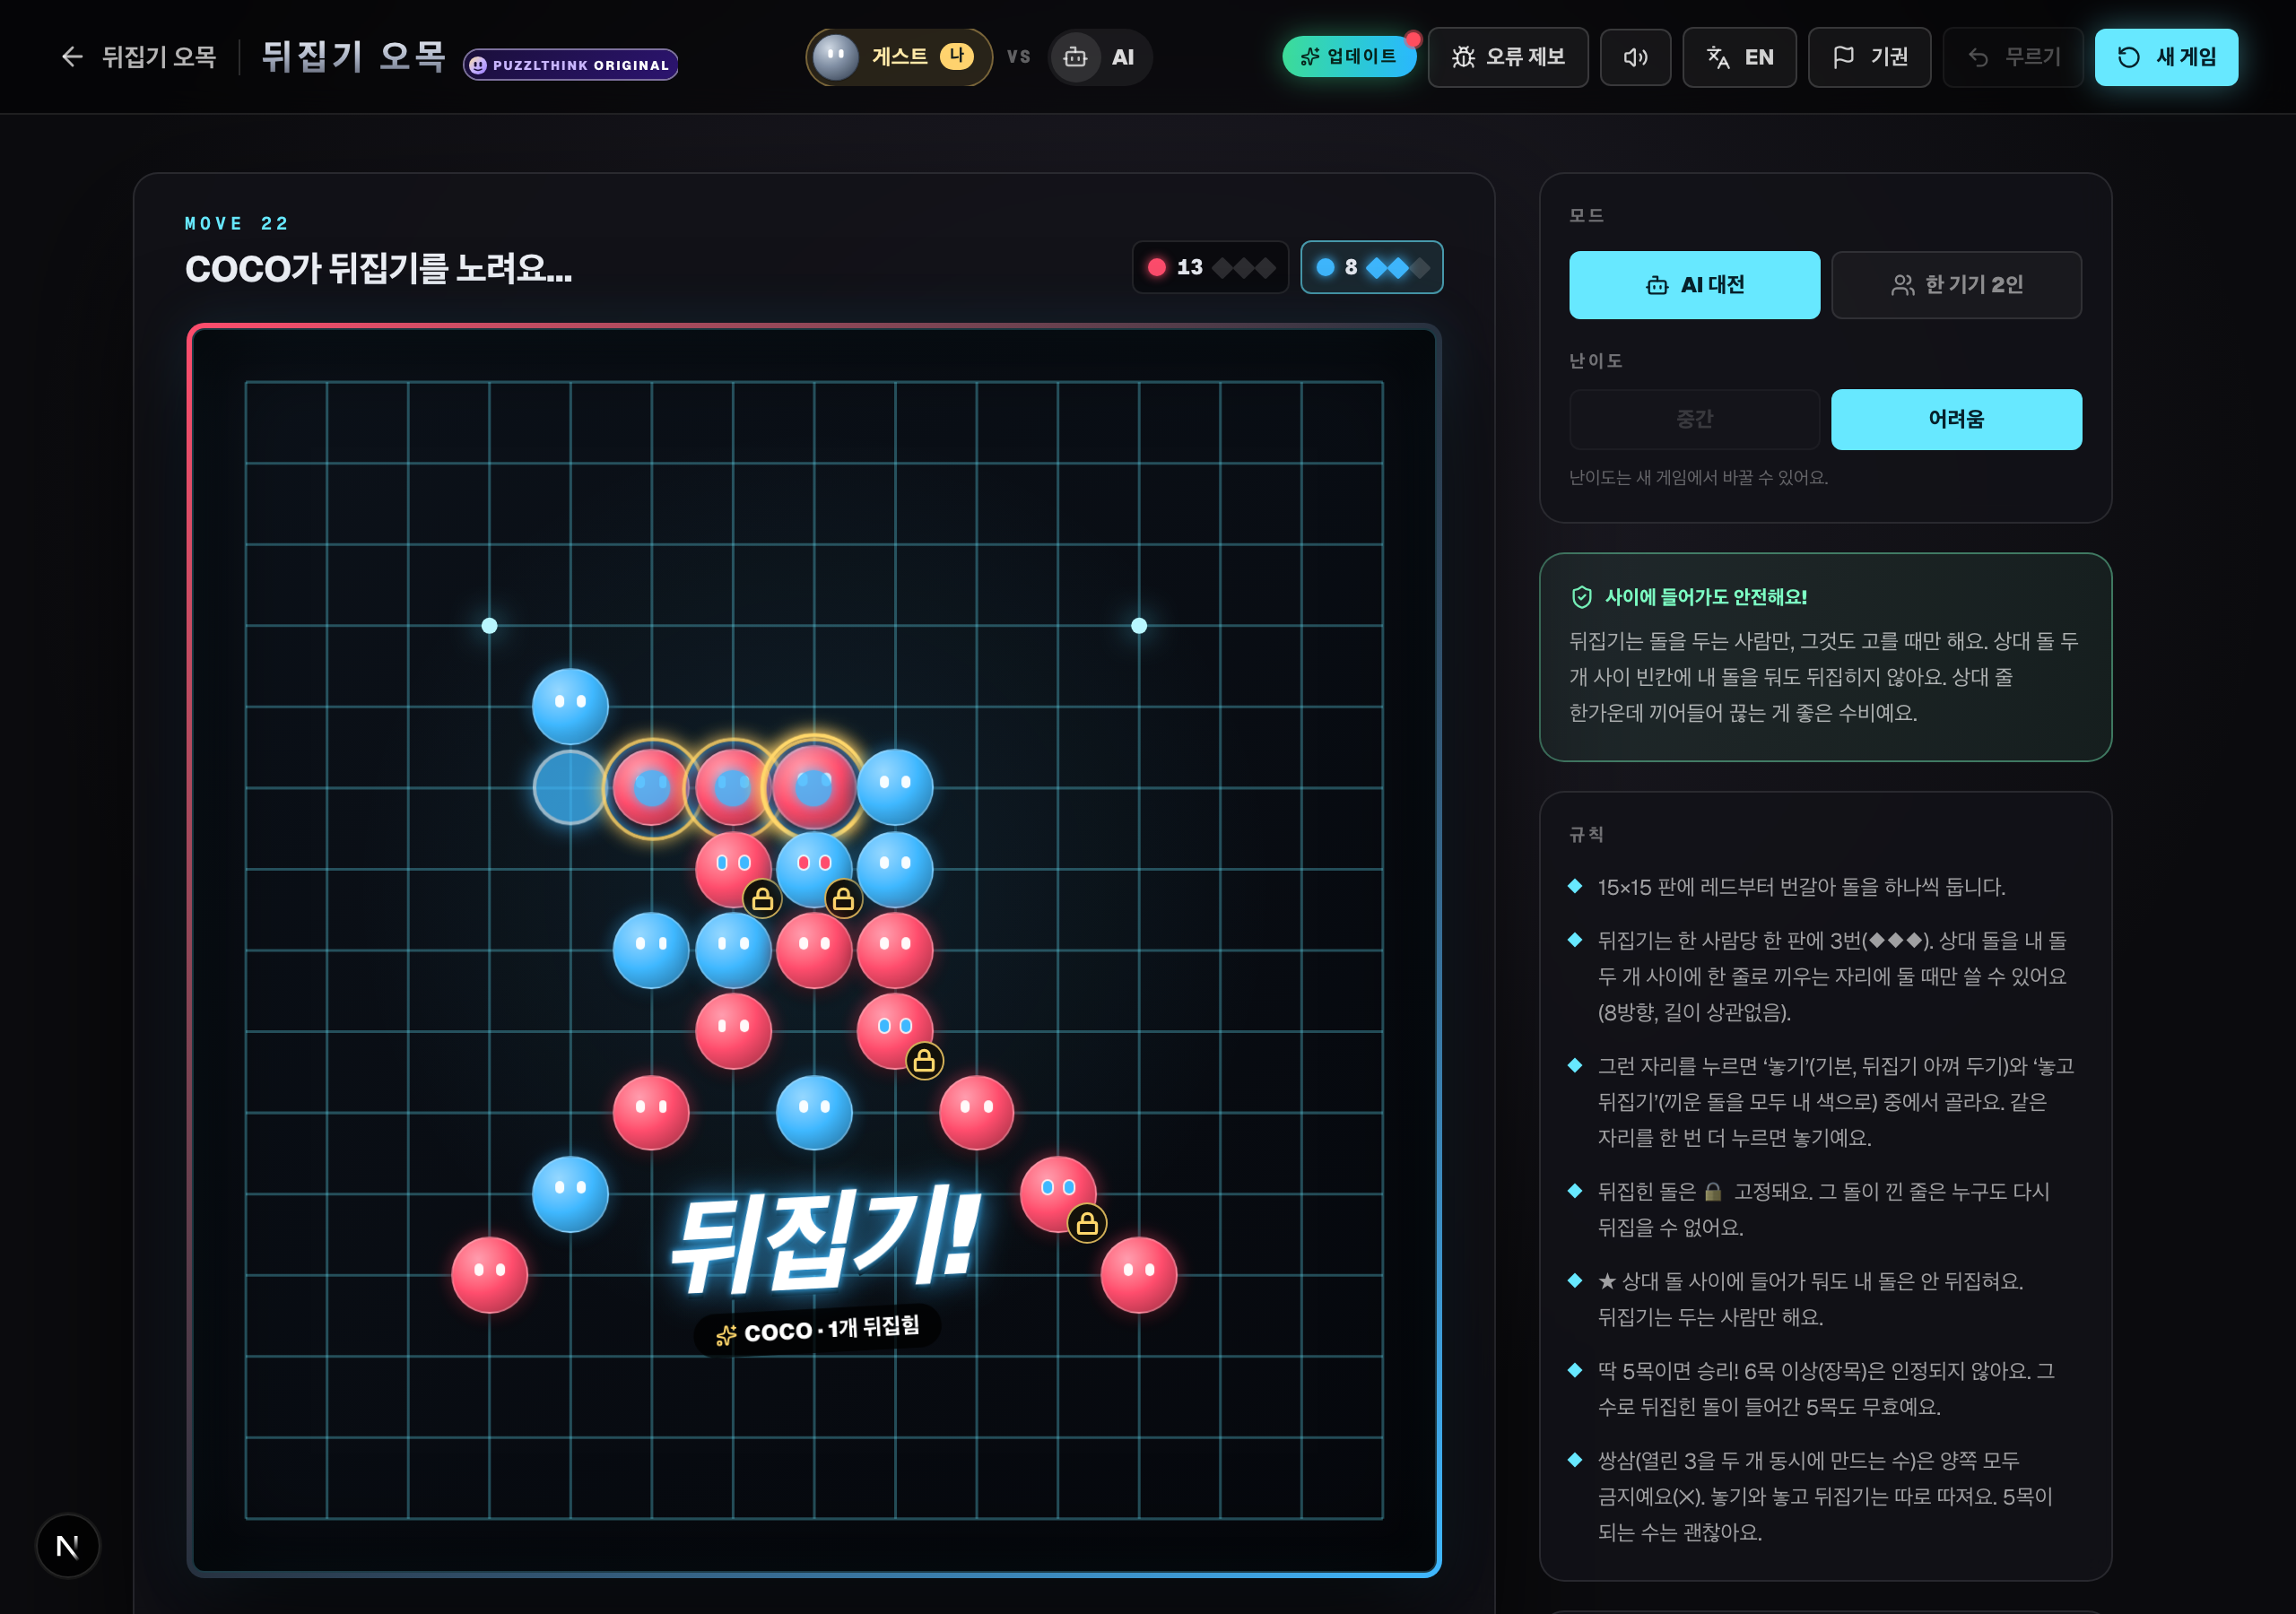 뒤집기 오목
뒤집기 오목
PUZZLTHINK ORIGINAL
게스트 나 VS AI
업데이트
오류 제보
EN
기권
무르기
새 게임
MOVE 22
COCO가 뒤집기를 노려요...
13
8
뒤집기!
COCO · 1개 뒤집힘
N
모드
AI 대전
한 기기 2인
난이도
중간
어려움
난이도는 새 게임에서 바꿀 수 있어요.
사이에 들어가도 안전해요!
뒤집기는 돌을 두는 사람만, 그것도 고를 때만 해요. 상대 돌 두
개 사이 빈칸에 내 돌을 둬도 뒤집히지 않아요. 상대 줄
한가운데 끼어들어 끊는 게 좋은 수비예요.
규칙
15×15 판에 레드부터 번갈아 돌을 하나씩 둡니다.
뒤집기는 한 사람당 한 판에 3번(◆◆◆). 상대 돌을 내 돌
두 개 사이에 한 줄로 끼우는 자리에 둘 때만 쓸 수 있어요
(8방향, 길이 상관없음).
그런 자리를 누르면 ‘놓기’(기본, 뒤집기 아껴 두기)와 ‘놓고
뒤집기’(끼운 돌을 모두 내 색으로) 중에서 골라요. 같은
자리를 한 번 더 누르면 놓기예요.
뒤집힌 돌은 🔒 고정돼요. 그 돌이 낀 줄은 누구도 다시
뒤집을 수 없어요.
★ 상대 돌 사이에 들어가 둬도 내 돌은 안 뒤집혀요.
뒤집기는 두는 사람만 해요.
딱 5목이면 승리! 6목 이상(장목)은 인정되지 않아요. 그
수로 뒤집힌 돌이 들어간 5목도 무효예요.
쌍삼(열린 3을 두 개 동시에 만드는 수)은 양쪽 모두
금지예요(✕). 놓기와 놓고 뒤집기는 따로 따져요. 5목이
되는 수는 괜찮아요.